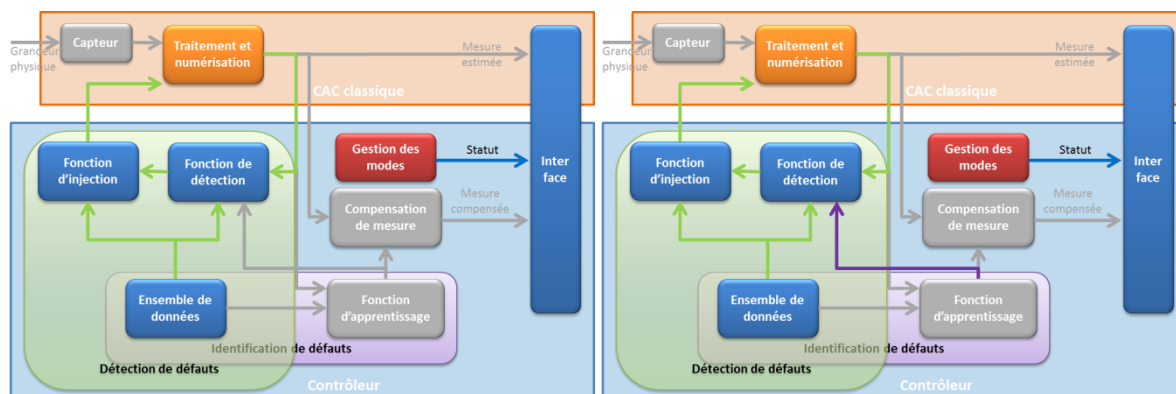 Grandeur
physique
Capteur
Traitement et
numérisation
Mesure
estimée
CAC classique
Fonction
d'injection
Fonction de
détection
Gestion des
modes
Statut
Inter
face
Compensation
de mesure
Mesure
compensée
Ensemble de
données
Fonction
d'apprentissage
Identification de défauts
Détection de défauts
Contrôleur
Grandeur
physique
Capteur
Traitement et
numérisation
Mesure
estimée
CAC classique
Fonction
d'injection
Fonction de
détection
Gestion des
modes
Statut
Inter
face
Compensation
de mesure
Mesure
compensée
Ensemble de
données
Fonction
d'apprentissage
Identification de défauts
Détection de défauts
Contrôleur